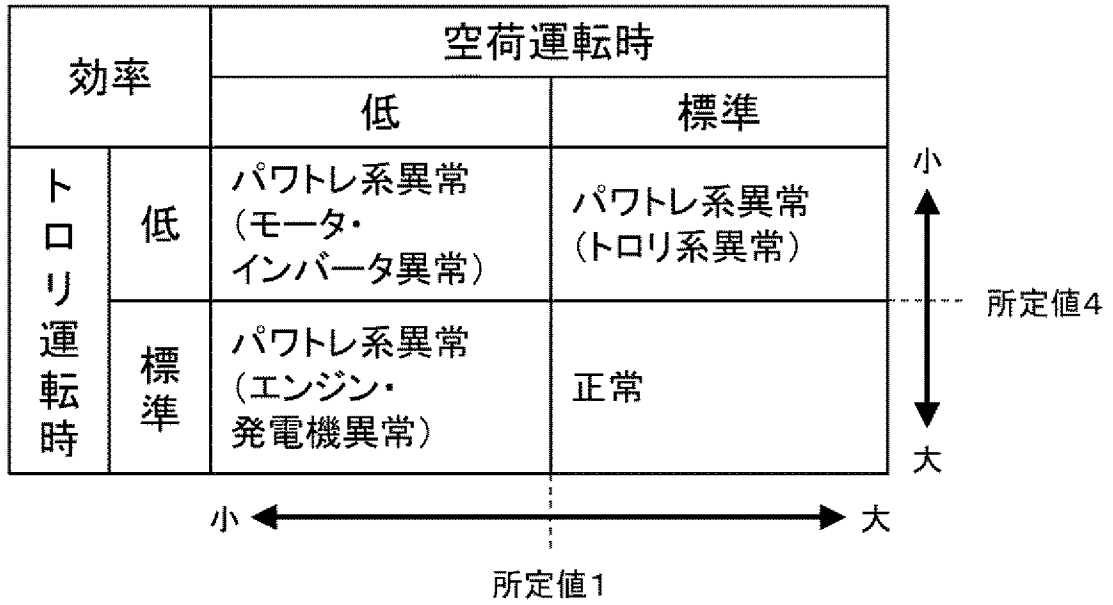 効率
空荷運転時
低
標準
トロリ運転時
低
パワトレ系異常
(モータ・
インバータ異常)
パワトレ系異常
(トロリ系異常)
標準
パワトレ系異常
(エンジン・
発電機異常)
正常
小
所定値4
大
小
大
所定値1